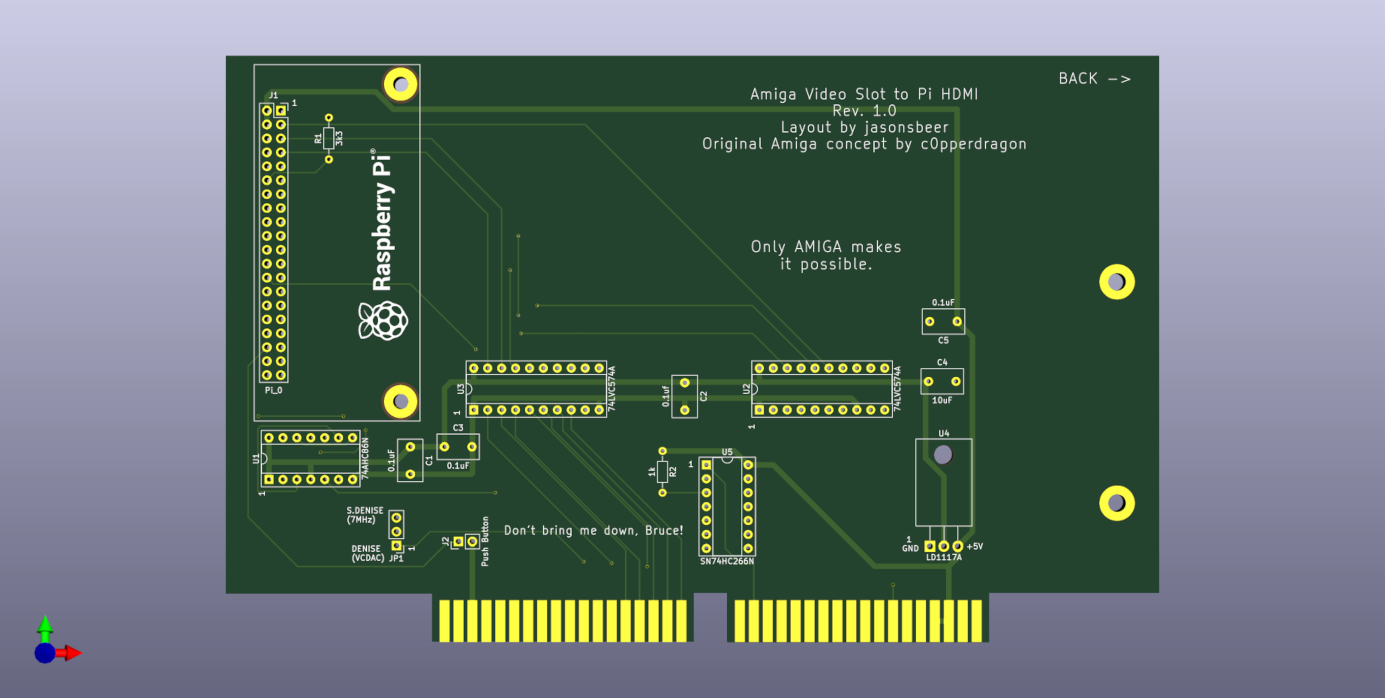 BACK ->
Amiga Video Slot to Pi HDMI
Rev. 1.0
Layout by jasonsbeer
Original Amiga concept by c0pperdragon
J1
1
R1
3k3
Raspberry Pi®
Only AMIGA makes
it possible.
0.1uF
C5
C4
10uF
PI_0
U3
1
74LVC574A
0.1uf
C2
U2
1
74LVC574A
U4
U1
1
74AHC86N
0.1uF
C1
C3
0.1uF
1k
R2
1
U5
SN74HC266N
S.DENISE
(7MHz)
DENISE
(VCDAC)
JP1
1
J2
Push Button
Don't bring me down, Bruce!
1
GND
+5V
LD1117A